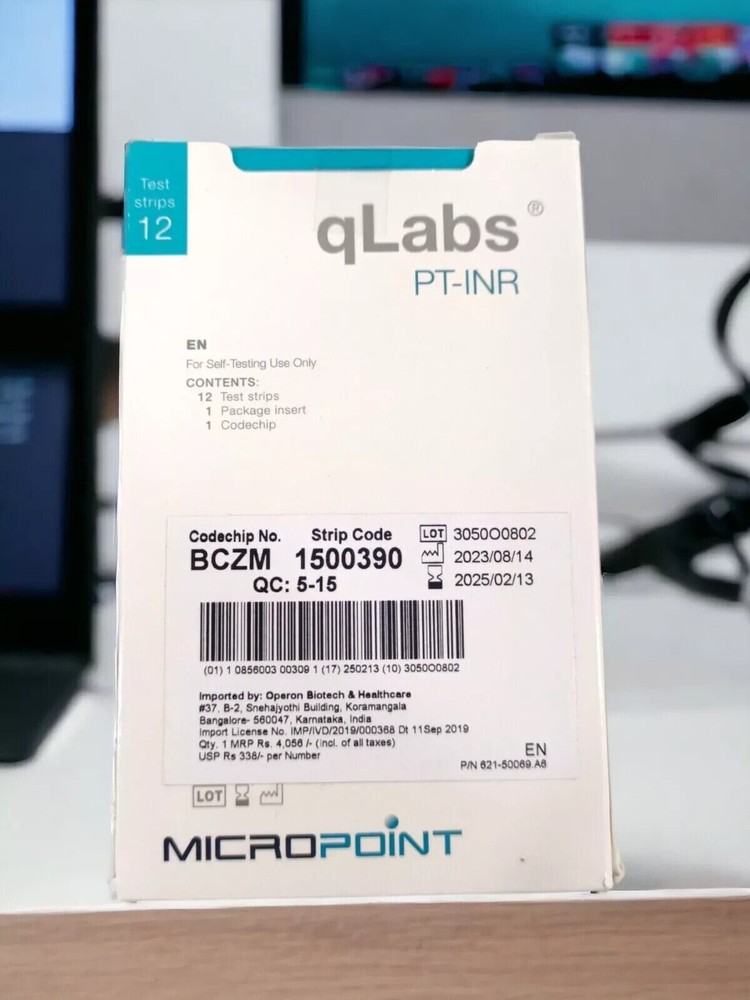 Test
strips
12
qLabs®
PT-INR
EN
For Self-Testing Use Only
CONTENTS:
12 Test strips
1 Package insert
1 Codechip
Codechip No. Strip Code
BCZM 1500390
QC: 5-15
LOT 305OO0802
2023/08/14
2025/02/13
(01) 1 0856003 00309 1 (17) 250213 (10) 305OO0802
Imported by: Operon Biotech & Healthcare
#37, B-2, Snehajyothi Building, Koramangala
Bangalore- 560047, Karnataka, India
Import License No. IMP/IVD/2019/000368 Dt 11Sep 2019
Qty. 1 MRP Rs. 4,056 /- (incl. of all taxes)
USP Rs 338/- per Number
EN
P/N 621-50069.A6
LOT
MICROPOINT